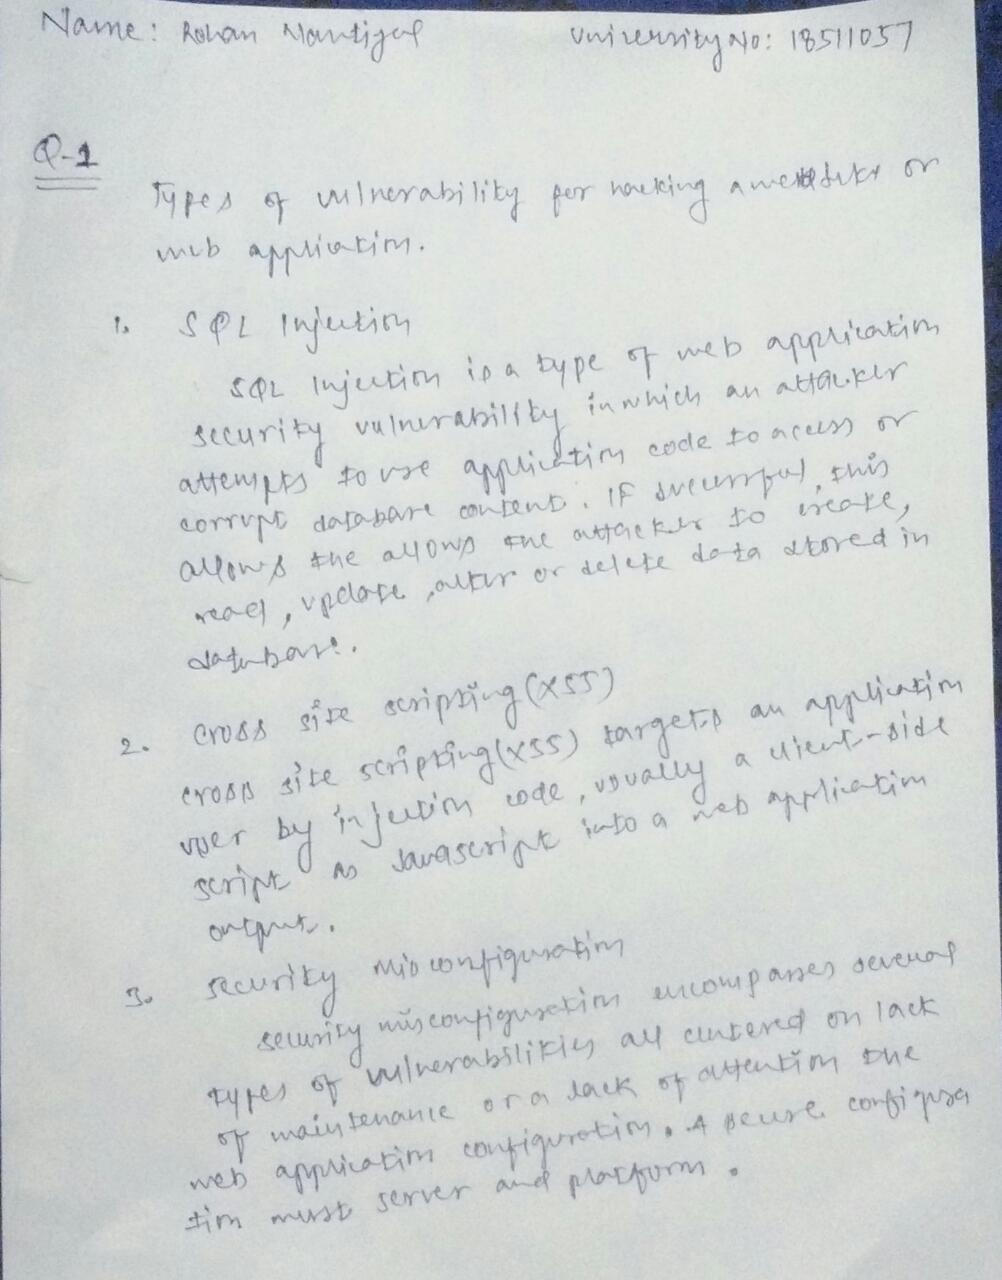 Name: Rohan University No: 18511057
Q-1
Types of vulnerability for hacking a or
web application.
1. SQL Injection
SQL Injection is a type of web application
security vulnerability in which an attacker
attempts to use application code to access or
corrupt database content. If successful, this
allows the allows the attacker to create,
read, update, alter or delete data stored in
database.
2. cross site scripting (XSS)
cross site scripting (XSS) targets an application
user by injection code, usually a client-side
script as Javascript into a web application
output.
3. security misconfiguration
security misconfiguration encompasses several
types of vulnerabilities all centered on lack
of maintenance or a lack of attention the
web application configuration. A secure configura
tion must server and platform.